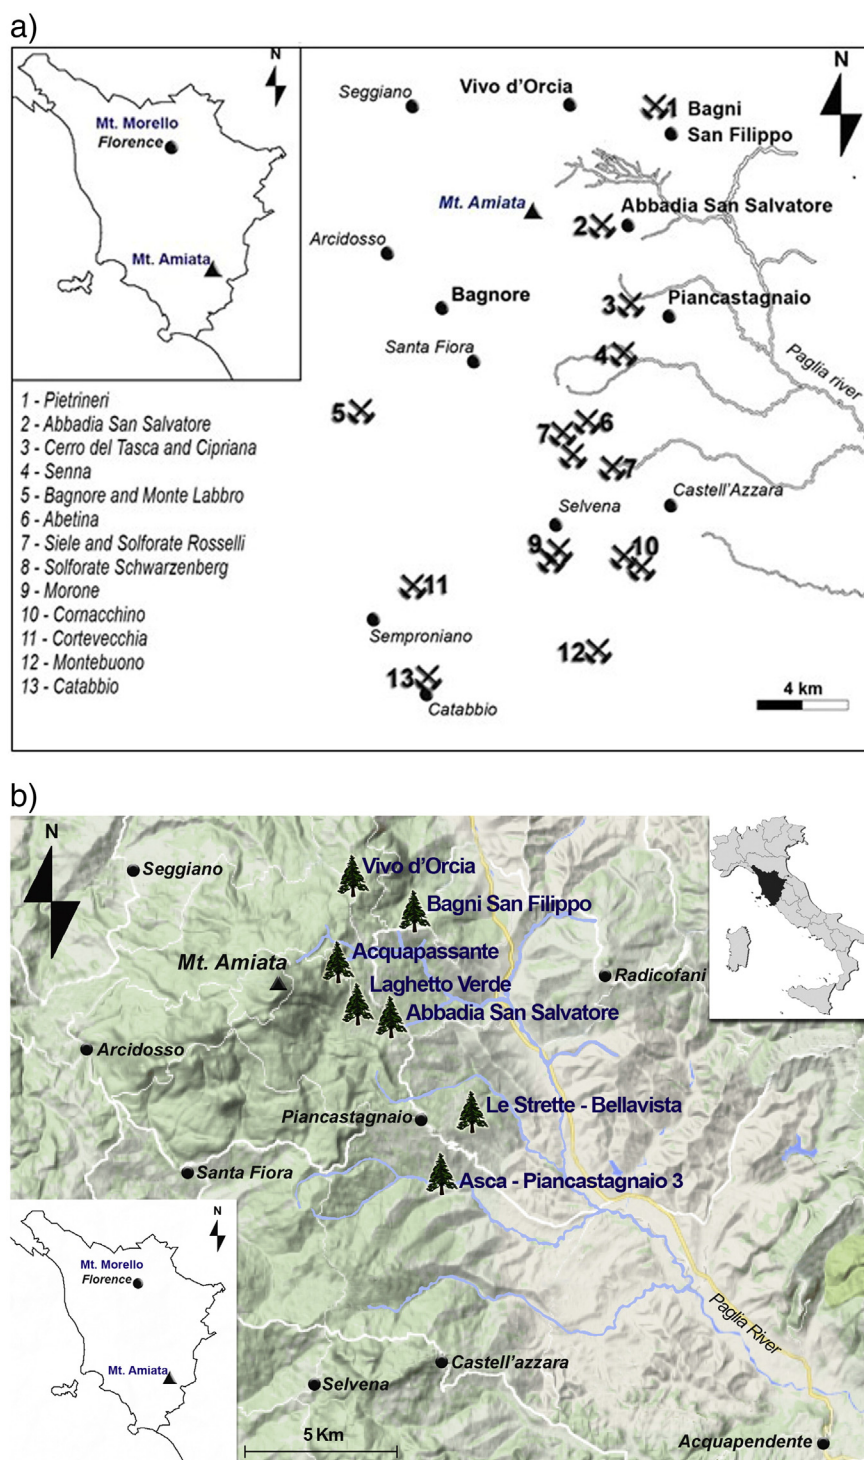 a)
N
Mt. Morello
Florence
Mt. Amiata
Seggiano
Vivo d'Orcia
1 Bagni
San Filippo
N
Mt. Amiata
2
Abbadia San Salvatore
Arcidosso
Bagnore
3
Piancastagnaio
Santa Fiora
4
Paglia river
5
7
6
7
Castell'Azzara
Selvena
9
10
11
Semproniano
12
13
Catabbio
4 km
1 - Pietrineri
2 - Abbadia San Salvatore
3 - Cerro del Tasca and Cipriana
4 - Senna
5 - Bagnore and Monte Labbro
6 - Abetina
7 - Siele and Solforate Rosselli
8 - Solforate Schwarzenberg
9 - Morone
10 - Cornacchino
11 - Cortevecchia
12 - Montebuono
13 - Catabbio
b)
N
Seggiano
Vivo d'Orcia
Bagni San Filippo
Acquapassante
Mt. Amiata
Laghetto Verde
Radicofani
Abbadia San Salvatore
Arcidosso
Le Strette - Bellavista
Piancastagnaio
Santa Fiora
Asca - Piancastagnaio 3
N
Mt. Morello
Florence
Mt. Amiata
Paglia River
Castell'azzara
Selvena
5 Km
Acquapendente